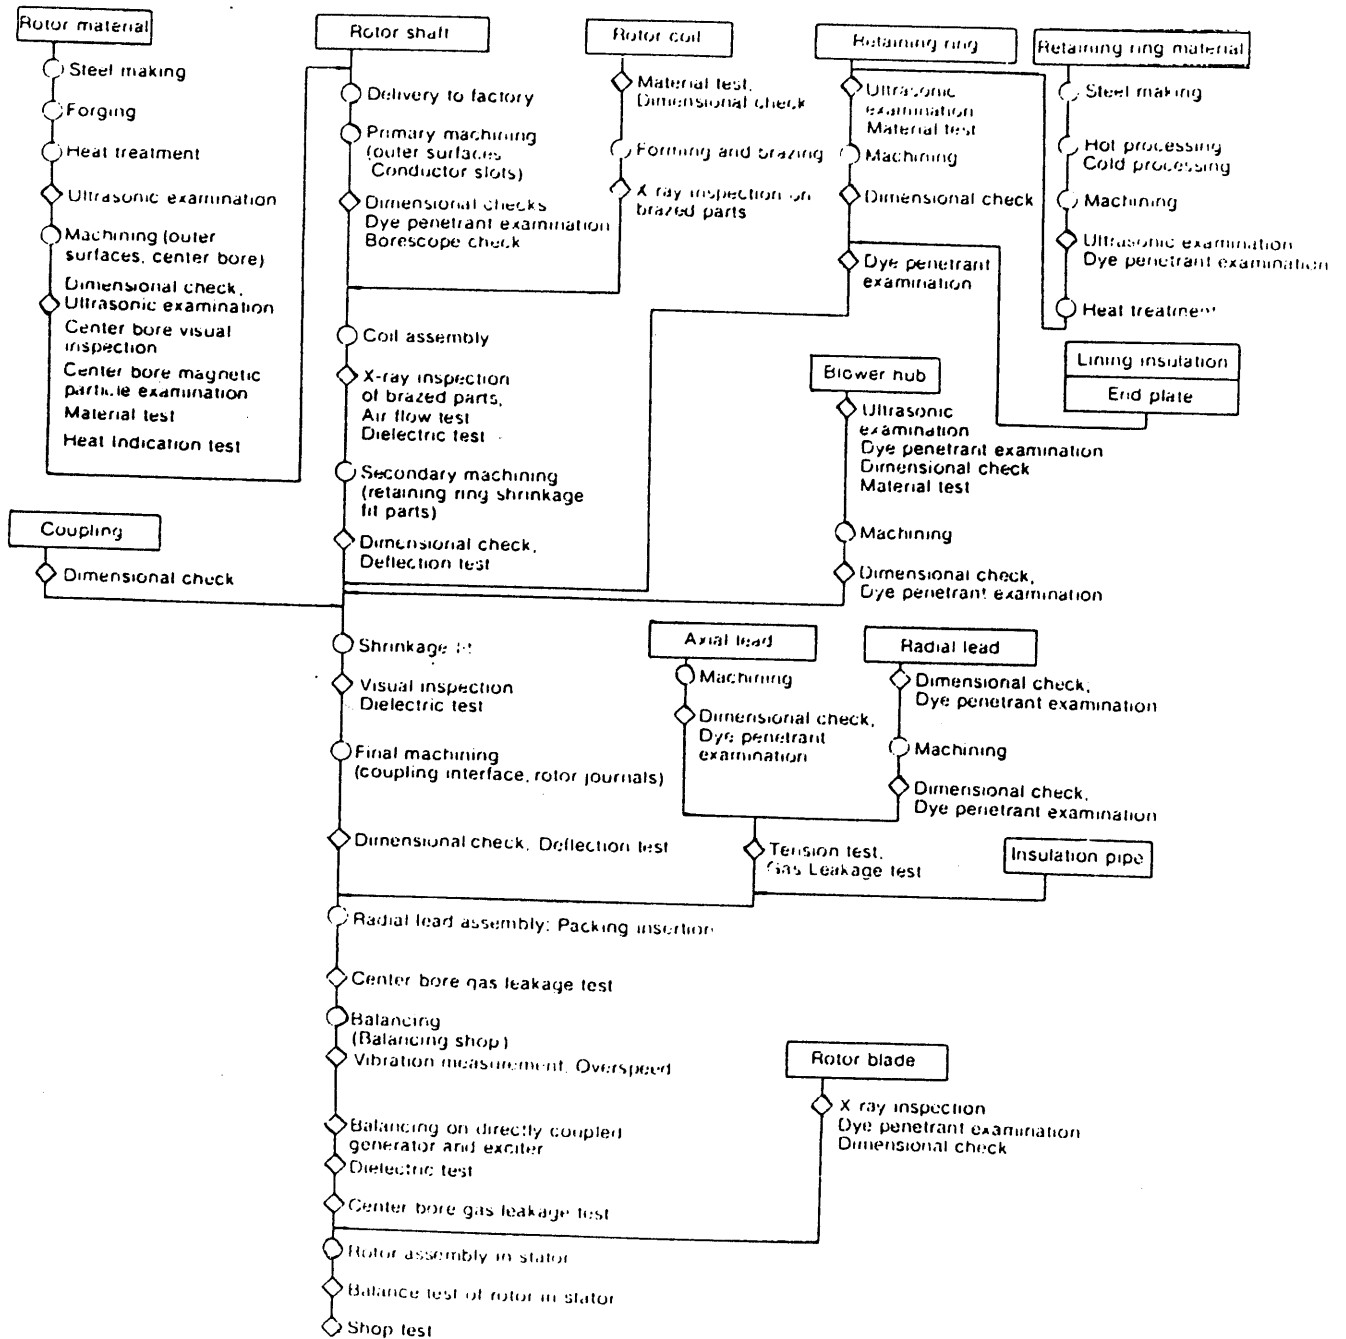 Rotor material
Steel making
Forging
Heat treatment
Ultrasonic examination
Machining (outer
surfaces, center bore)
Dimensional check,
Ultrasonic examination
Center bore visual
inspection
Center bore magnetic
particle examination
Material test
Heat Indication test
Rotor shaft
Delivery to factory
Primary machining
(outer surfaces
Conductor slots)
Dimensional checks
Dye penetrant examination
Borescope check
Rotor coil
Material test,
Dimensional check
Forming and brazing
X ray inspection on
brazed parts
Retaining ring
Ultrasonic
examination
Material test
Machining
Dimensional check
Dye penetrant
examination
Retaining ring material
Steel making
Hot processing
Cold processing
Machining
Ultrasonic examination
Dye penetrant examination
Heat treatment
Lining insulation
End plate
Coil assembly
X-ray inspection
of brazed parts,
Air flow test
Dielectric test
Secondary machining
(retaining ring shrinkage
fit parts)
Dimensional check,
Deflection test
Blower hub
Ultrasonic
examination
Dye penetrant examination
Dimensional check
Material test
Machining
Dimensional check,
Dye penetrant examination
Coupling
Dimensional check
Shrinkage
Visual inspection
Dielectric test
Final machining
(coupling interface, rotor journals)
Dimensional check, Deflection test
Axial lead
Machining
Dimensional check,
Dye penetrant
examination
Radial lead
Dimensional check,
Dye penetrant examination
Machining
Dimensional check,
Dye penetrant examination
Tension test,
Gas Leakage test
Insulation pipe
Radial lead assembly; Packing insertion
Center bore gas leakage test
Balancing
(Balancing shop)
Vibration measurement, Overspeed
Balancing on directly coupled
generator and exciter
Dielectric test
Center bore gas leakage test
Rotor blade
X ray inspection
Dye penetrant examination
Dimensional check
Rotor assembly in stator
Balance test of rotor in stator
Shop test